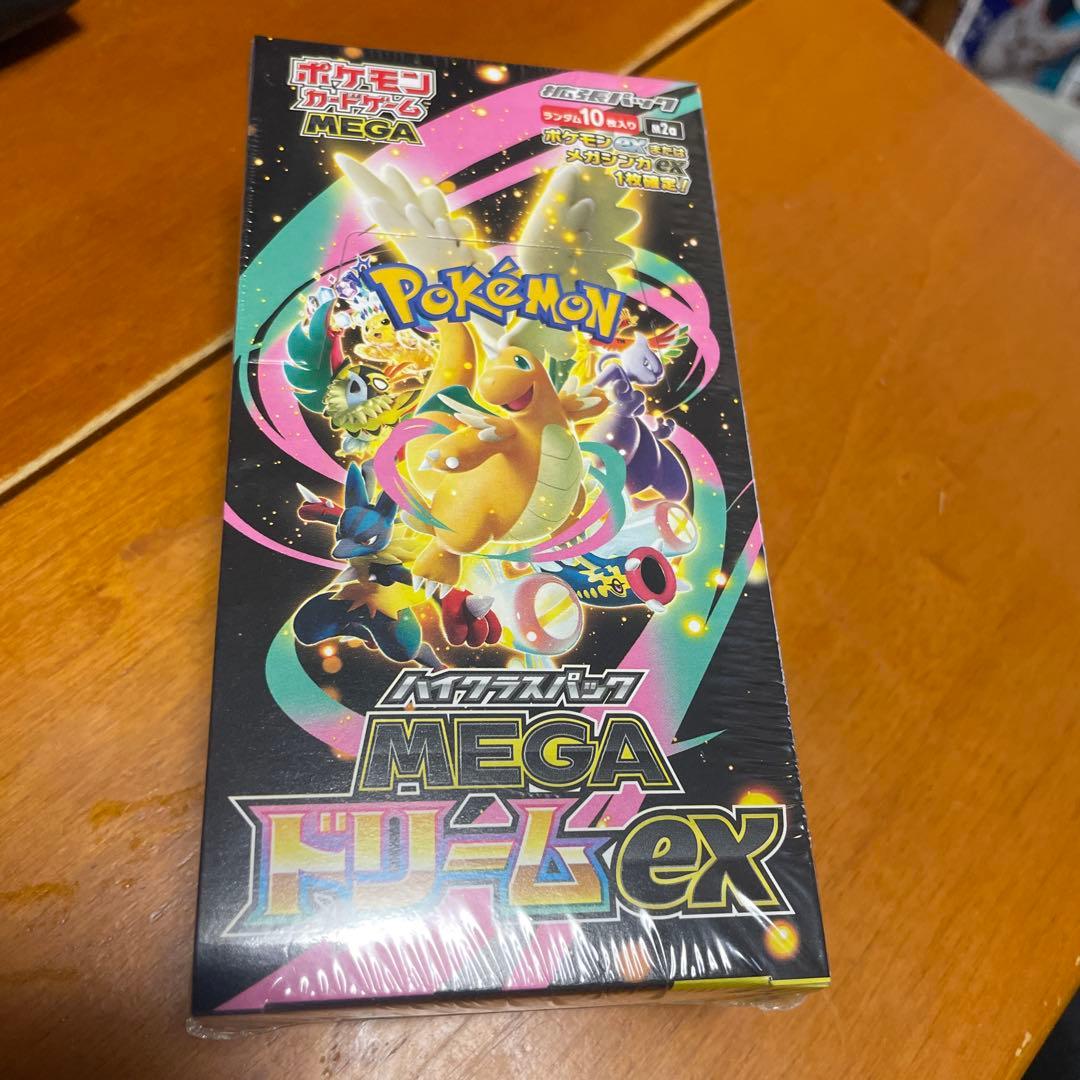 ポケモン
カードゲーム
MEGA
拡張パック
ランダム10枚入り
M2a
ポケモンexまたは
メガシンカex
1枚確定!
POKéMON
ハイクラスパック
MEGA
ドリームex